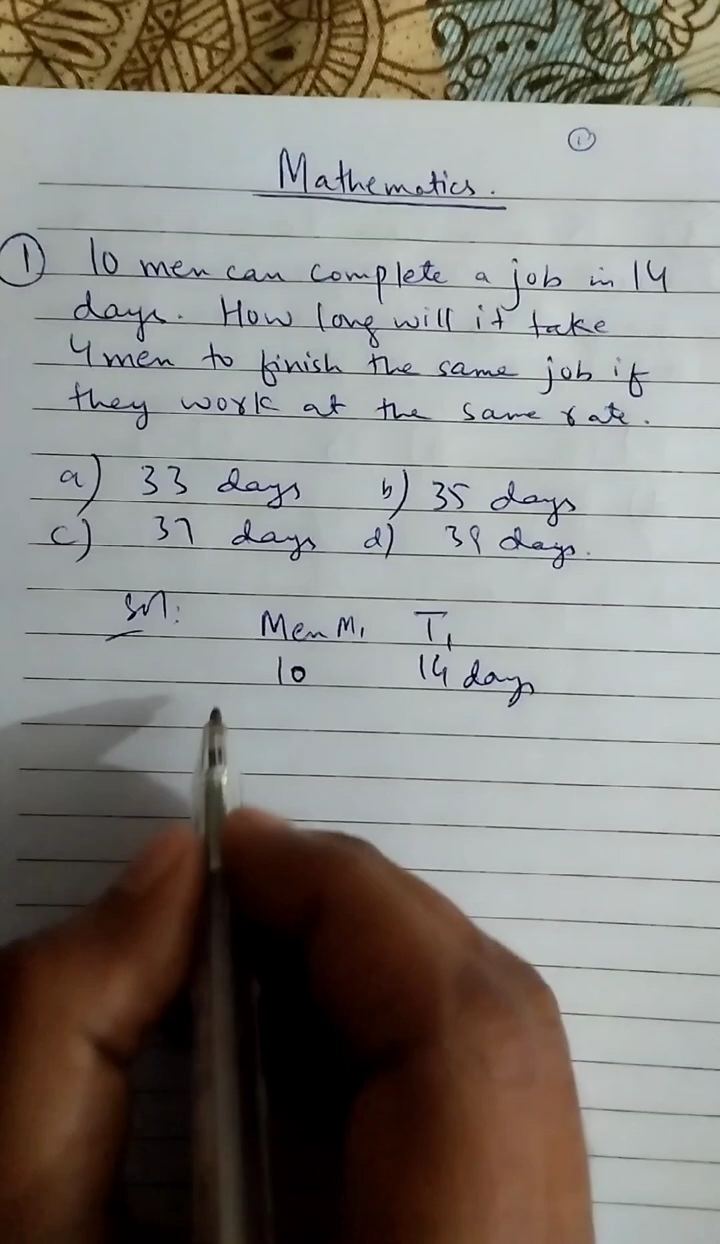 ①
Mathematics.
① 10 men can complete a job in 14
days. How long will it take
4 men to finish the same job if
they work at the same rate.
a) 33 days b) 35 days
c) 37 days d) 39 days.
Sol: Men M₁ T₁
10 14 days